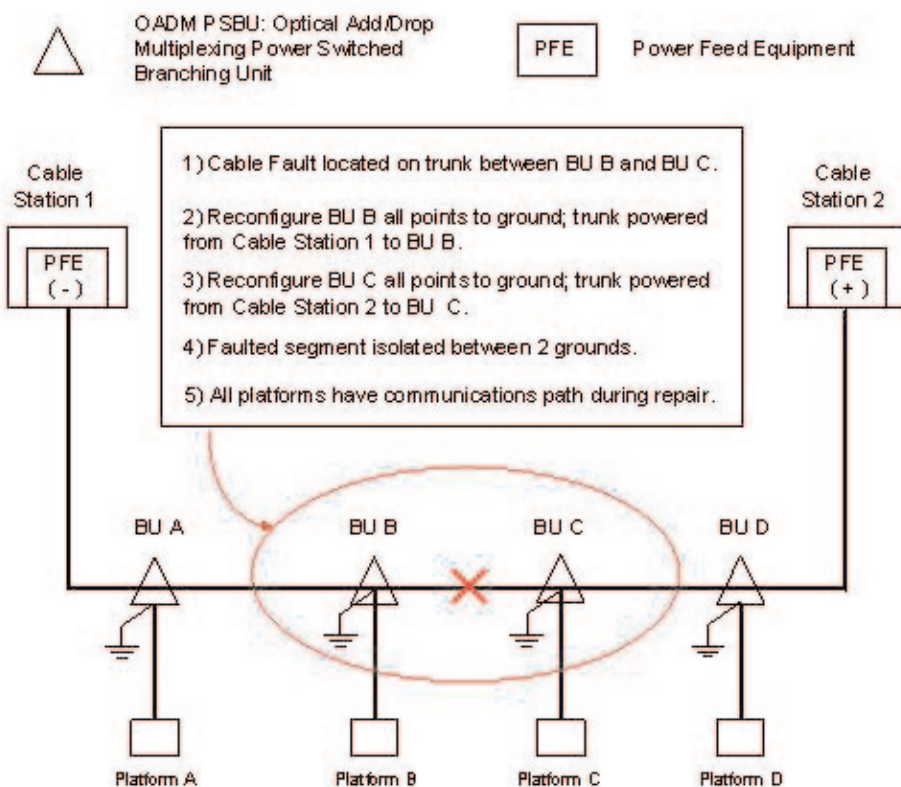 OADM PSBU: Optical Add/Drop
Multiplexing Power Switched
Branching Unit
PFE
Power Feed Equipment
Cable
Station 1
PFE
( - )
1) Cable Fault located on trunk between BU B and BU C.
2) Reconfigure BU B all points to ground; trunk powered
from Cable Station 1 to BU B.
3) Reconfigure BU C all points to ground; trunk powered
from Cable Station 2 to BU C.
4) Faulted segment isolated between 2 grounds.
5) All platforms have communications path during repair.
Cable
Station 2
PFE
(+)
BU A
BU B
BU C
BU D
Platform A
Platform B
Platform C
Platform D